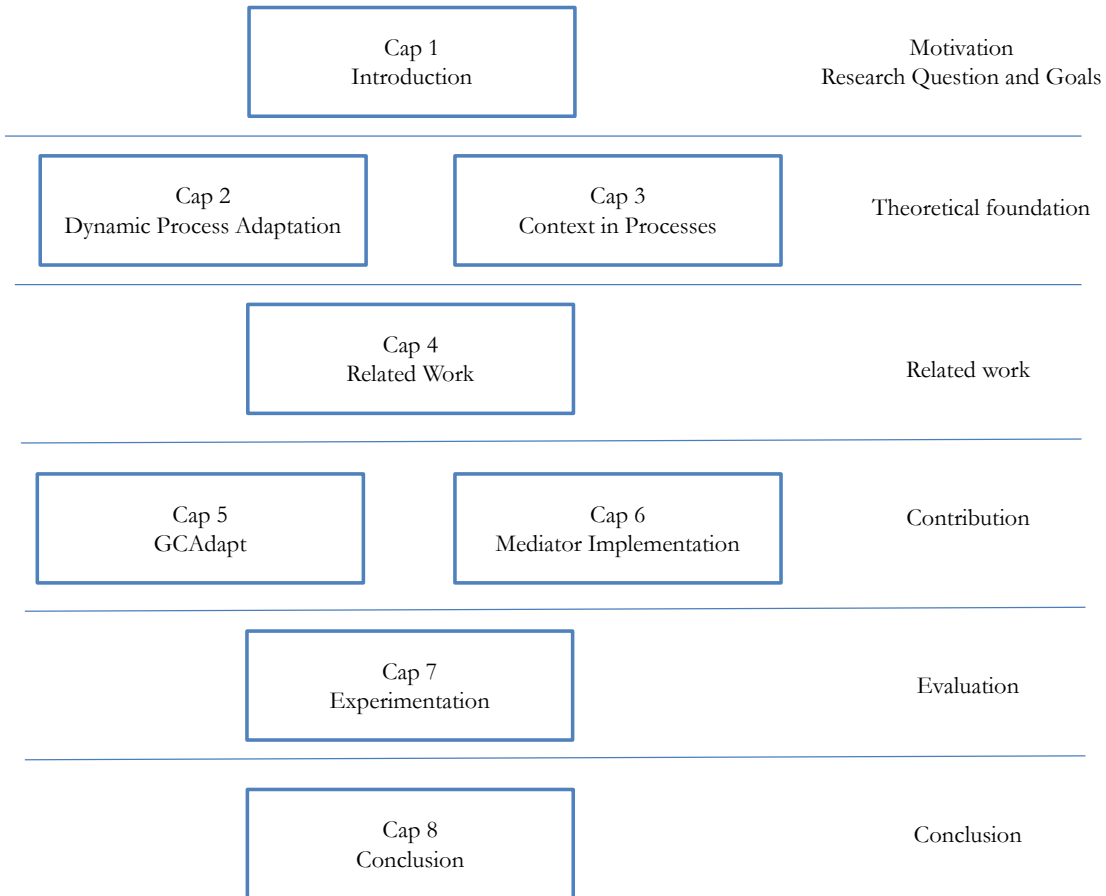 Cap 1
Introduction
Motivation
Research Question and Goals
Cap 2
Dynamic Process Adaptation
Cap 3
Context in Processes
Theoretical foundation
Cap 4
Related Work
Related work
Cap 5
GCAdapt
Cap 6
Mediator Implementation
Contribution
Cap 7
Experimentation
Evaluation
Cap 8
Conclusion
Conclusion